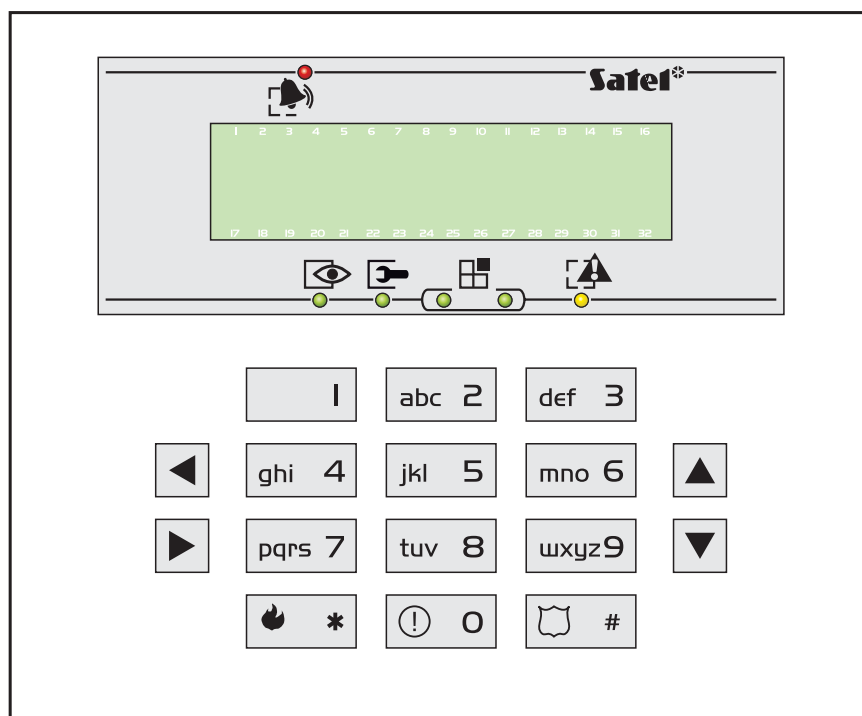 Satel
1 2 3 4 5 6 7 8 9 10 11 12 13 14 15 16
17 18 19 20 21 22 23 24 25 26 27 28 29 30 31 32
1 abc 2 def 3
ghi 4 jkl 5 mno 6
pqrs 7 tuv 8 wxyz 9
* ! 0 #